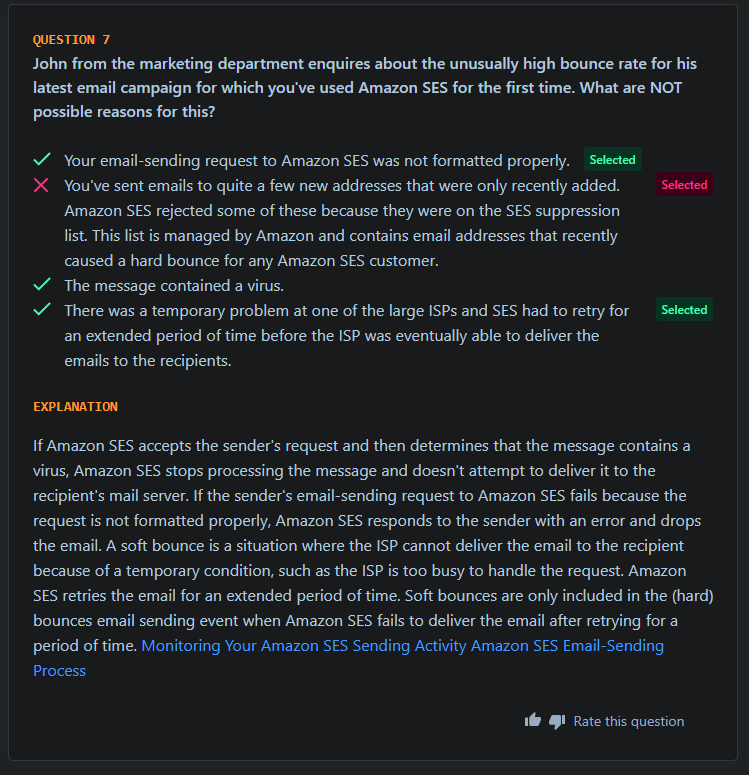 QUESTION 7
John from the marketing department enquires about the unusually high bounce rate for his
latest email campaign for which you've used Amazon SES for the first time. What are NOT
possible reasons for this?
Your email-sending request to Amazon SES was not formatted properly. Selected
You've sent emails to quite a few new addresses that were only recently added. Selected
Amazon SES rejected some of these because they were on the SES suppression
list. This list is managed by Amazon and contains email addresses that recently
caused a hard bounce for any Amazon SES customer.
The message contained a virus.
There was a temporary problem at one of the large ISPs and SES had to retry for Selected
an extended period of time before the ISP was eventually able to deliver the
emails to the recipients.
EXPLANATION
If Amazon SES accepts the sender's request and then determines that the message contains a
virus, Amazon SES stops processing the message and doesn't attempt to deliver it to the
recipient's mail server. If the sender's email-sending request to Amazon SES fails because the
request is not formatted properly, Amazon SES responds to the sender with an error and drops
the email. A soft bounce is a situation where the ISP cannot deliver the email to the recipient
because of a temporary condition, such as the ISP is too busy to handle the request. Amazon
SES retries the email for an extended period of time. Soft bounces are only included in the (hard)
bounces email sending event when Amazon SES fails to deliver the email after retrying for a
period of time. Monitoring Your Amazon SES Sending Activity Amazon SES Email-Sending
Process
Rate this question